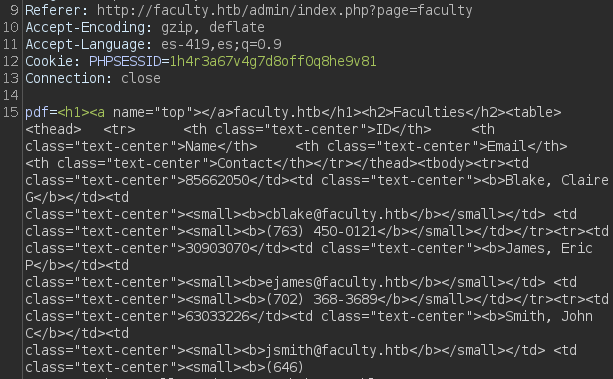 9 Referer: http://faculty.htb/admin/index.php?page=faculty
10 Accept-Encoding: gzip, deflate
11 Accept-Language: es-419,es;q=0.9
12 Cookie: PHPSESSID=1h4r3a67v4g7d8off0q8he9v81
13 Connection: close
14
15 pdf=<h1><a name="top"></a>faculty.htb</h1><h2>Faculties</h2><table>
<thead> <tr> <th class="text-center">ID</th> <th
class="text-center">Name</th> <th class="text-center">Email</th>
<th class="text-center">Contact</th></tr></thead><tbody><tr><td
class="text-center">85662050</td><td class="text-center"><b>Blake, Claire
G</b></td><td
class="text-center"><small><b>cblake@faculty.htb</b></small></td> <td
class="text-center"><small><b>(763) 450-0121</b></small></td></tr><tr><td
class="text-center">30903070</td><td class="text-center"><b>James, Eric
P</b></td><td
class="text-center"><small><b>ejames@faculty.htb</b></small></td> <td
class="text-center"><small><b>(702) 368-3689</b></small></td></tr><tr><td
class="text-center">63033226</td><td class="text-center"><b>Smith, John
C</b></td><td
class="text-center"><small><b>jsmith@faculty.htb</b></small></td> <td
class="text-center"><small><b>(646)